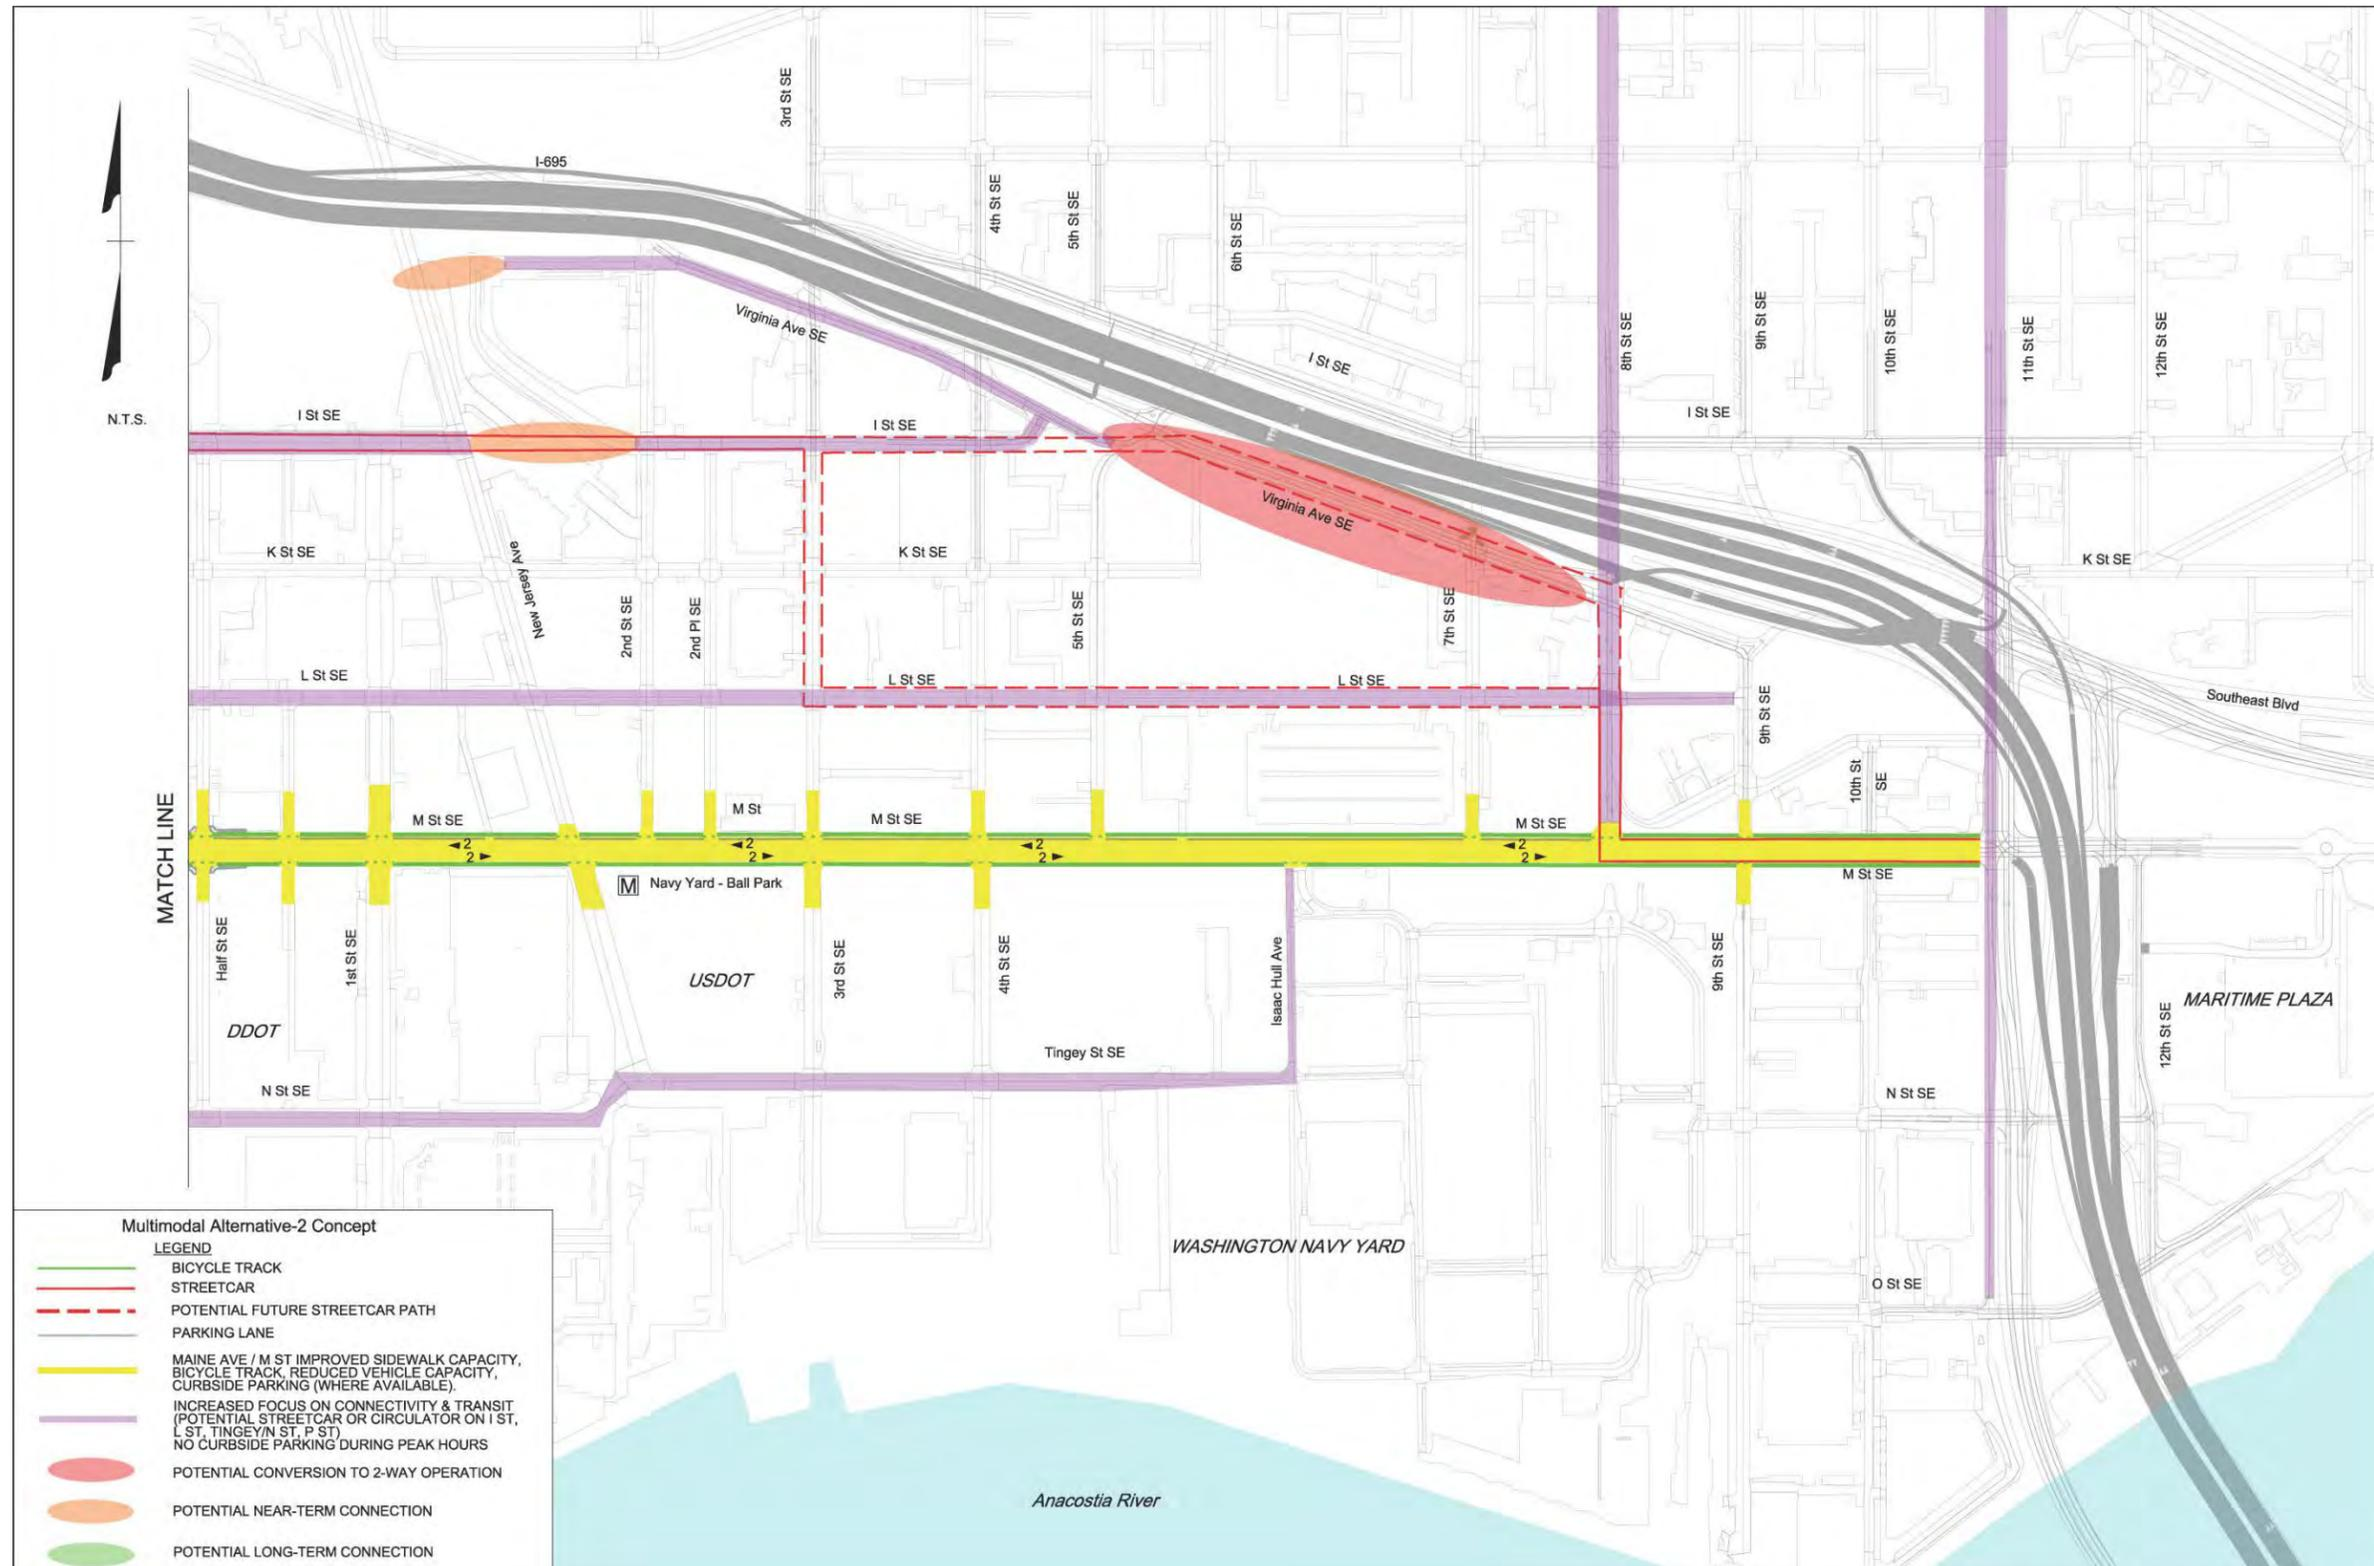 3rd St SE
I-695
4th St SE
5th St SE
6th St SE
8th St SE
9th St SE
10th St SE
11th St SE
12th St SE
Virginia Ave SE
I St SE
N.T.S.
I St SE
I St SE
I St SE
Virginia Ave SE
K St SE
K St SE
K St SE
New Jersey Ave
2nd St SE
2nd Pl SE
5th St SE
7th St SE
L St SE
L St SE
L St SE
9th St SE
Southeast Blvd
10th St
SE
MATCH LINE
M St SE
M St
M St SE
M St SE
2
2
2
2
2
2
2
2
M St SE
M Navy Yard - Ball Park
Half St SE
1st St SE
3rd St SE
4th St SE
Isaac Hull Ave
9th St SE
12th St SE
USDOT
DDOT
MARITIME PLAZA
Tingey St SE
N St SE
N St SE
WASHINGTON NAVY YARD
O St SE
Anacostia River
Multimodal Alternative-2 Concept
LEGEND
BICYCLE TRACK
STREETCAR
POTENTIAL FUTURE STREETCAR PATH
PARKING LANE
MAINE AVE / M ST IMPROVED SIDEWALK CAPACITY,
BICYCLE TRACK, REDUCED VEHICLE CAPACITY,
CURBSIDE PARKING (WHERE AVAILABLE).
INCREASED FOCUS ON CONNECTIVITY & TRANSIT
(POTENTIAL STREETCAR OR CIRCULATOR ON I ST,
L ST, TINGEY/N ST, P ST)
NO CURBSIDE PARKING DURING PEAK HOURS
POTENTIAL CONVERSION TO 2-WAY OPERATION
POTENTIAL NEAR-TERM CONNECTION
POTENTIAL LONG-TERM CONNECTION